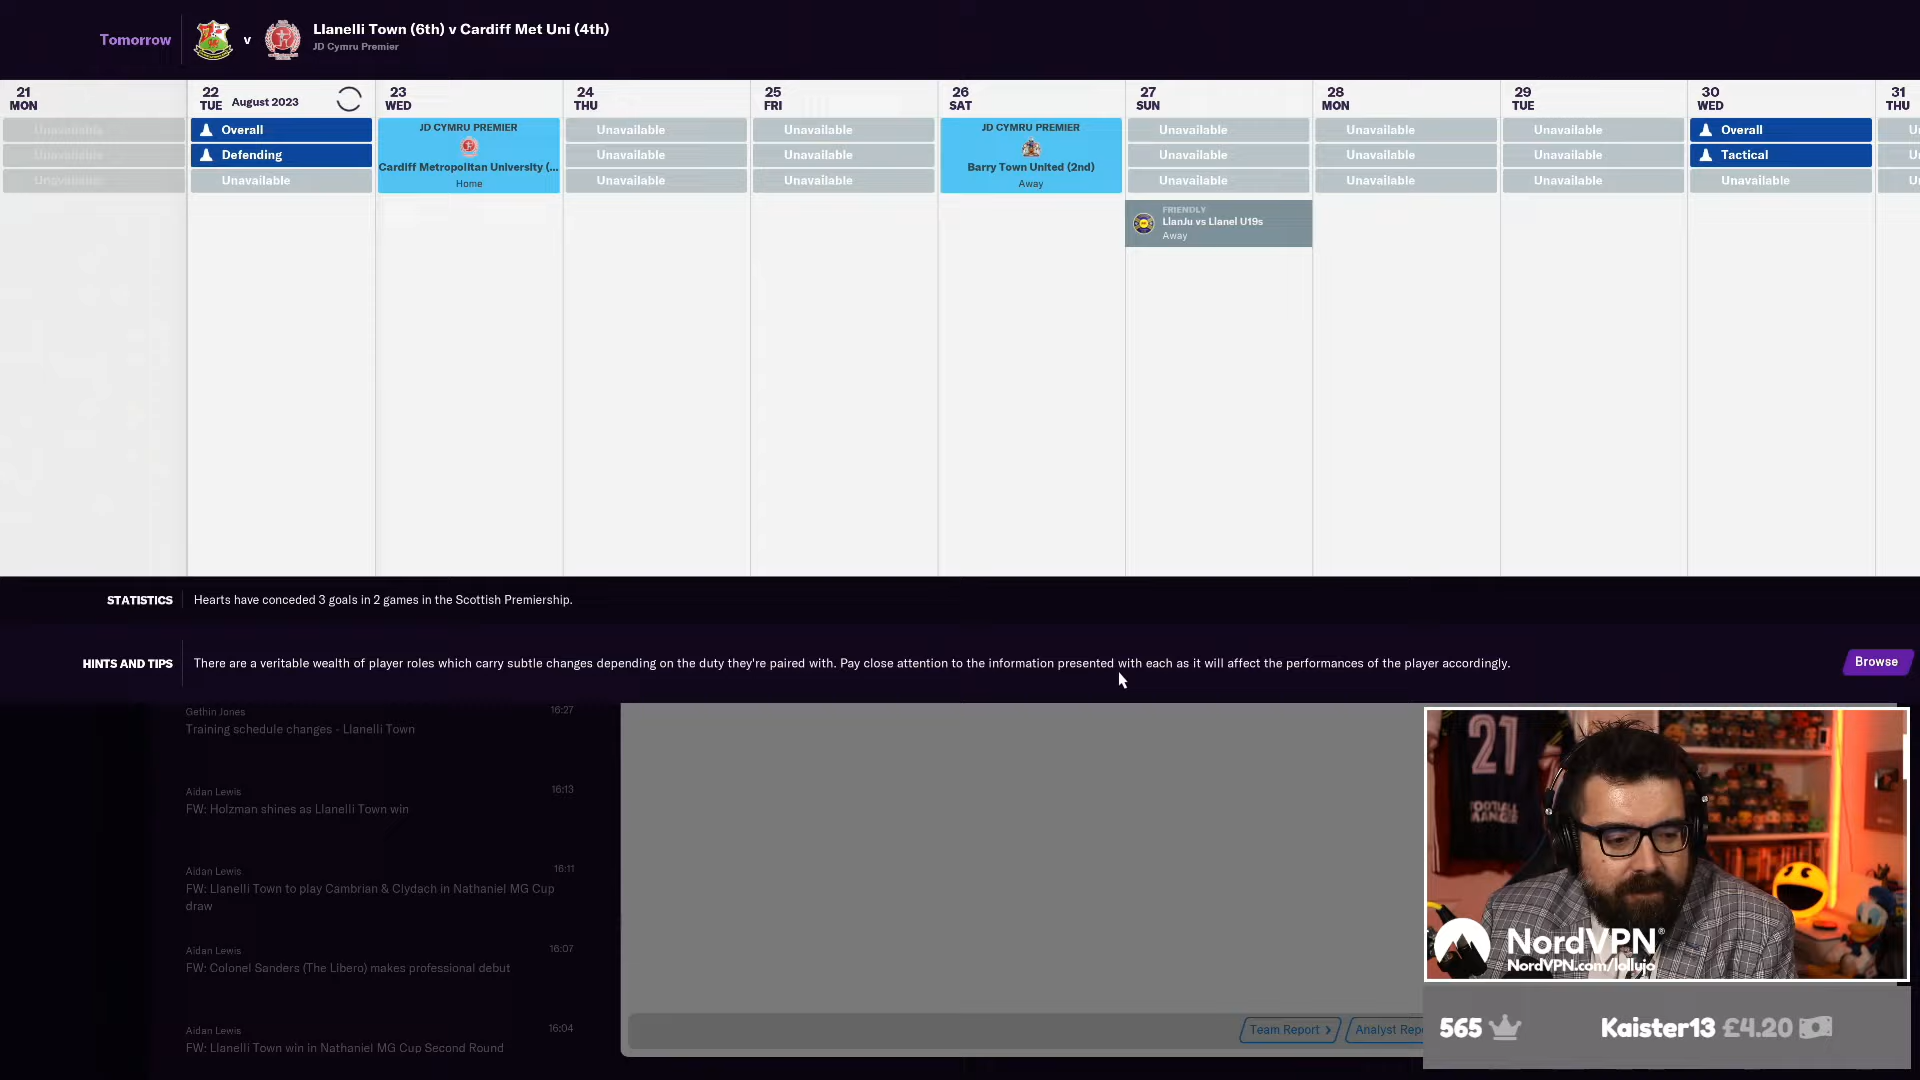 Tomorrow
v
Llanelli Town (6th) v Cardiff Met Uni (4th)
JD Cymru Premier
21
MON
22
TUE August 2023
23
WED
24
THU
25
FRI
26
SAT
27
SUN
28
MON
29
TUE
30
WED
31
THU
Unavailable
Unavailable
Unavailable
Overall
Defending
Unavailable
JD CYMRU PREMIER
Cardiff Metropolitan University (...
Home
Unavailable
Unavailable
Unavailable
Unavailable
Unavailable
Unavailable
JD CYMRU PREMIER
Barry Town United (2nd)
Away
Unavailable
Unavailable
Unavailable
FRIENDLY
LlanJu vs Llanel U19s
Away
Unavailable
Unavailable
Unavailable
Unavailable
Unavailable
Unavailable
Overall
Tactical
Unavailable
STATISTICS
Hearts have conceded 3 goals in 2 games in the Scottish Premiership.
HINTS AND TIPS
There are a veritable wealth of player roles which carry subtle changes depending on the duty they're paired with. Pay close attention to the information presented with each as it will affect the performances of the player accordingly.
Browse
Gethin Jones 16:27
Training schedule changes - Llanelli Town
Aidan Lewis 16:13
FW: Holzman shines as Llanelli Town win
Aidan Lewis 16:11
FW: Llanelli Town to play Cambrian & Clydach in Nathaniel MG Cup
draw
Aidan Lewis 16:07
FW: Colonel Sanders (The Libero) makes professional debut
Aidan Lewis 16:04
FW: Llanelli Town win in Nathaniel MG Cup Second Round
Team Report >
Analyst Repo
21
FOOTBALL
MANAGER
NordVPN®
NordVPN.com/lollujo
565
Kaister13 £4.20